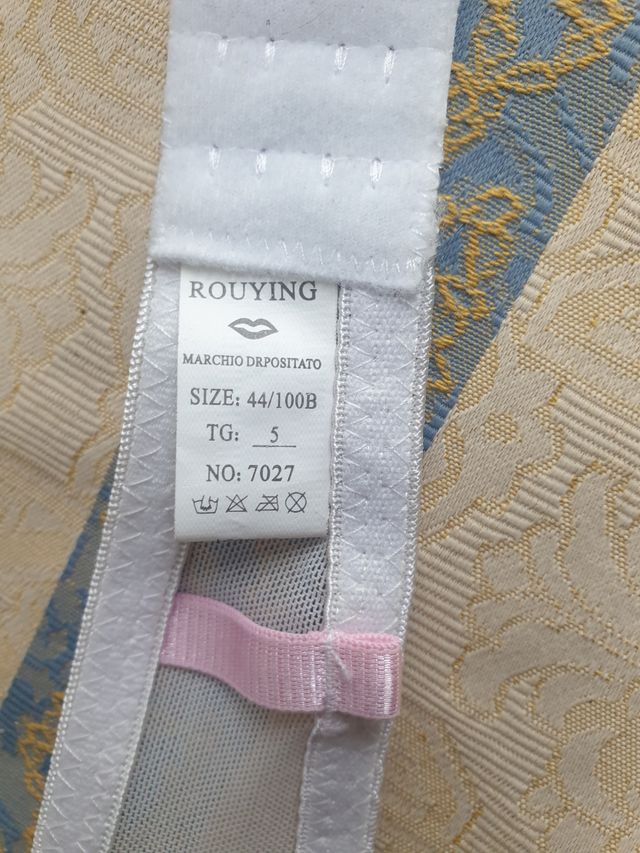 ROUYING
MARCHIO DRPOSITATO
SIZE: 44/100B
TG: 5
NO: 7027